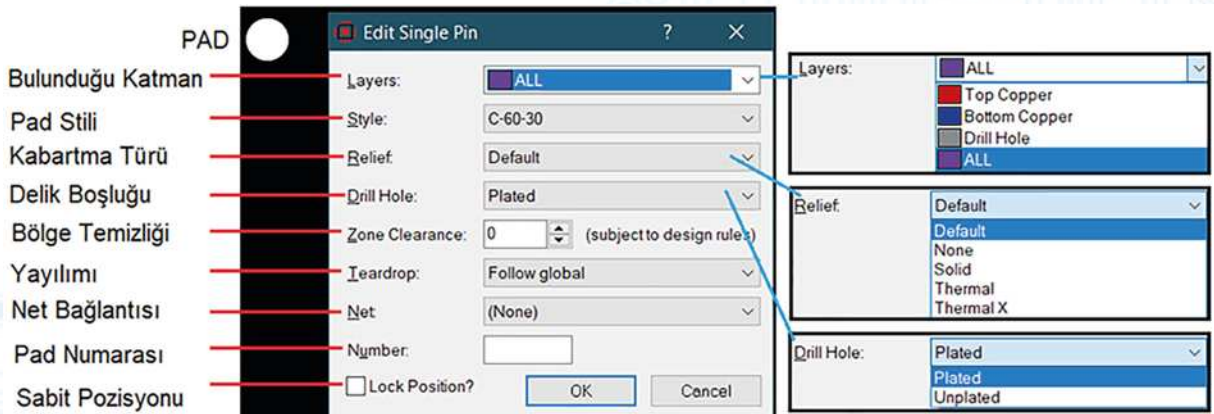 PAD
Edit Single Pin ? ×
Bulunduğu Katman
Layers: ALL
Pad Stili
Style: C-60-30
Kabartma Türü
Relief: Default
Delik Boşluğu
Drill Hole: Plated
Bölge Temizliği
Zone Clearance: 0 (subject to design rules)
Yayılımı
Teardrop: Follow global
Net Bağlantısı
Net (None)
Pad Numarası
Number:
Sabit Pozisyonu
Lock Position? OK Cancel
Layers: ALL
Top Copper
Bottom Copper
Drill Hole
ALL
Relief: Default
Default
None
Solid
Thermal
Thermal X
Drill Hole: Plated
Plated
Unplated